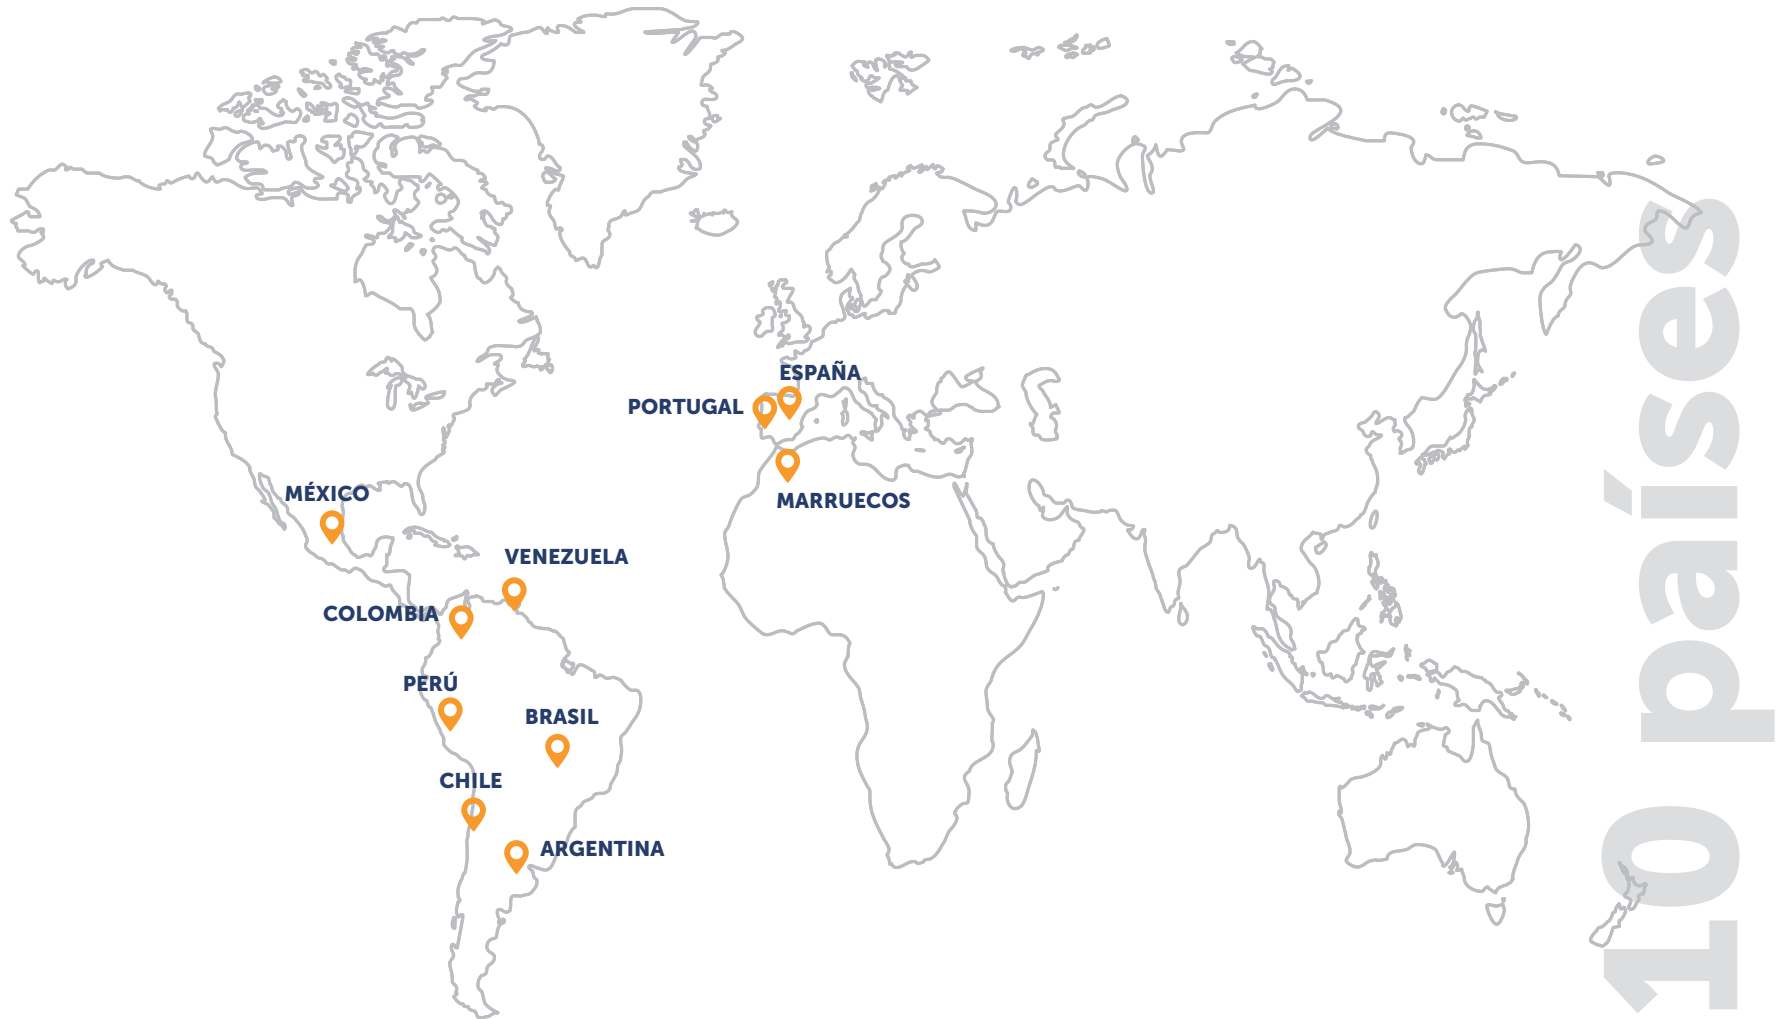 ESPAÑA
PORTUGAL
MÉXICO
MARRUECOS
VENEZUELA
COLOMBIA
PERÚ
BRASIL
CHILE
ARGENTINA
10 países